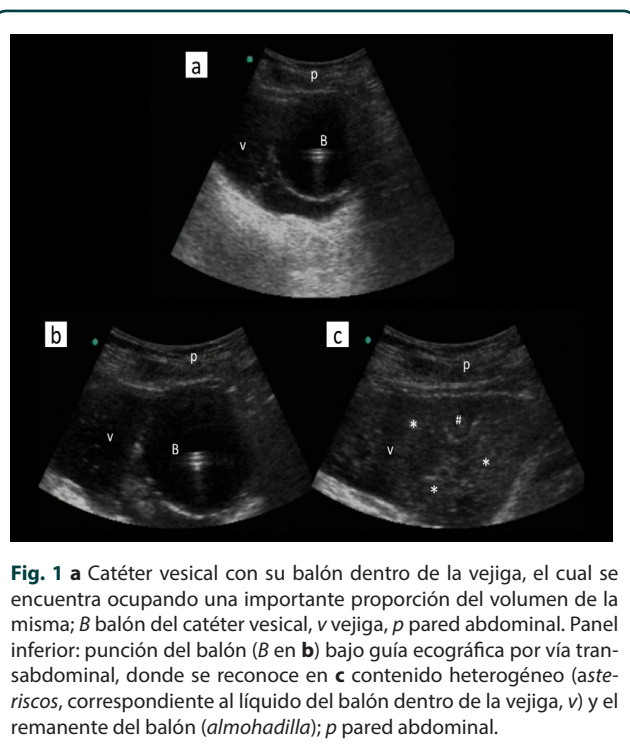 a
p
v
B
b
p
v
B
c
p
*
#
v
*
*
Fig. 1 a Catéter vesical con su balón dentro de la vejiga, el cual se
encuentra ocupando una importante proporción del volumen de la
misma; B balón del catéter vesical, v vejiga, p pared abdominal. Panel
inferior: punción del balón (B en b) bajo guía ecográfica por vía tran-
sabdominal, donde se reconoce en c contenido heterogéneo (aste-
riscos, correspondiente al líquido del balón dentro de la vejiga, v) y el
remanente del balón (almohadilla); p pared abdominal.